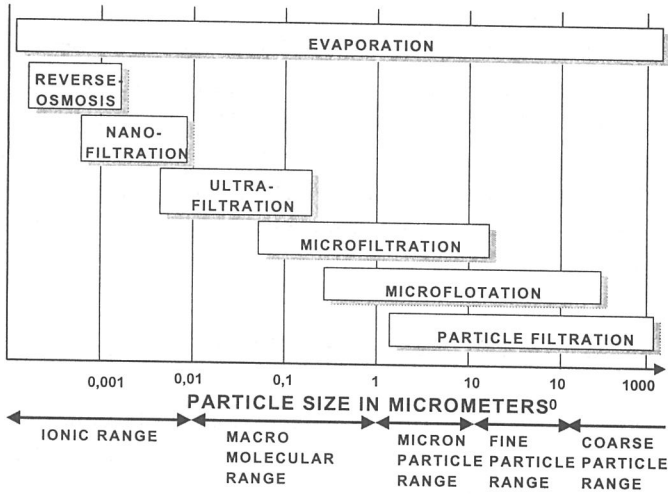 EVAPORATION
REVERSE-
OSMOSIS
NANO-
FILTRATION
ULTRA-
FILTRATION
MICROFILTRATION
MICROFLOTATION
PARTICLE FILTRATION
0,001 0,01 0,1 1 10 10 1000
PARTICLE SIZE IN MICROMETERS⁰
IONIC RANGE
MACRO
MOLECULAR
RANGE
MICRON
PARTICLE
RANGE
FINE
PARTICLE
RANGE
COARSE
PARTICLE
RANGE